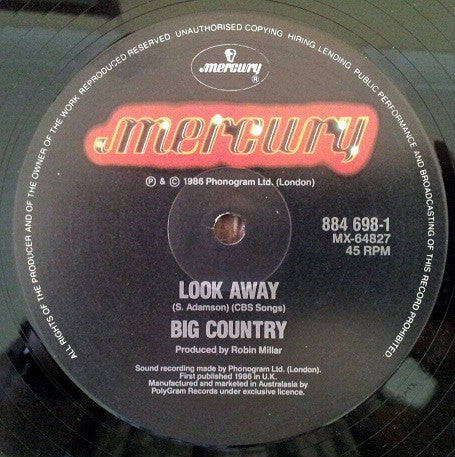 ALL RIGHTS OF THE PRODUCER AND OF THE OWNER OF THE WORK REPRODUCED RESERVED. UNAUTHORISED COPYING HIRING, LENDING, PUBLIC PERFORMANCE AND BROADCASTING OF THIS RECORD PROHIBITED
mercury ®
mercury
℗ & © 1986 Phonogram Ltd. (London)
884 698-1
MX-64827
45 RPM
LOOK AWAY
(S. Adamson) (CBS Songs)
BIG COUNTRY
Produced by Robin Millar
Sound recording made by Phonogram Ltd. (London).
First published 1986 in U.K.
Manufactured and marketed in Australasia by
PolyGram Records under exclusive licence.